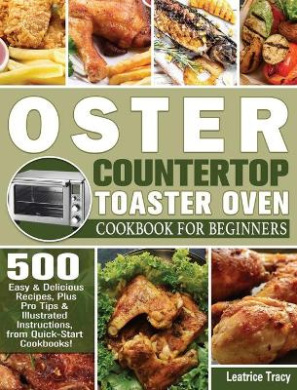 OSTER
COUNTERTOP
TOASTER OVEN
COOKBOOK FOR BEGINNERS
500
Easy & Delicious
Recipes, Plus
Pro Tips &
Illustrated
Instructions,
from Quick-Start
Cookbooks!
Leatrice Tracy